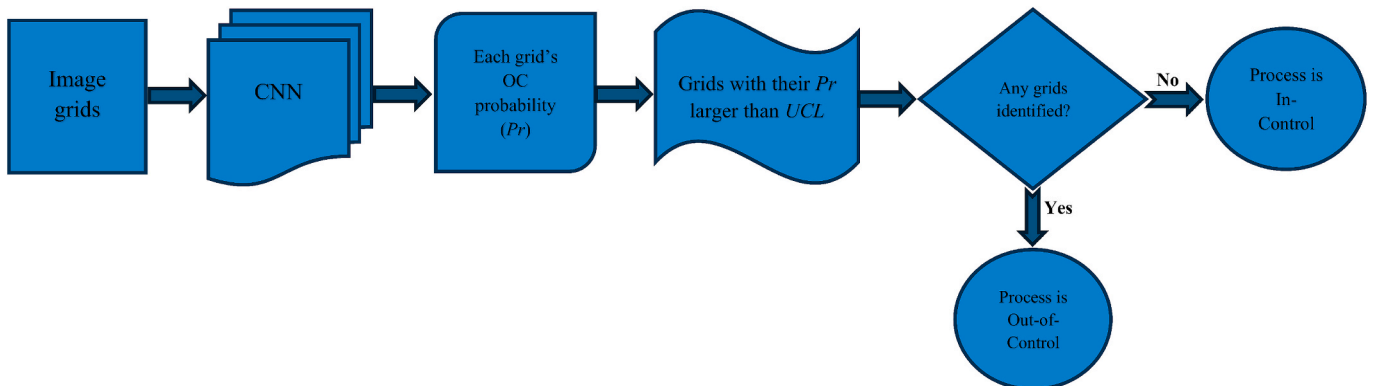 Image
grids
CNN
Each grid's
OC
probability
(Pr)
Grids with their Pr
larger than UCL
Any grids
identified?
No
Process is
In-
Control
Yes
Process is
Out-of-
Control